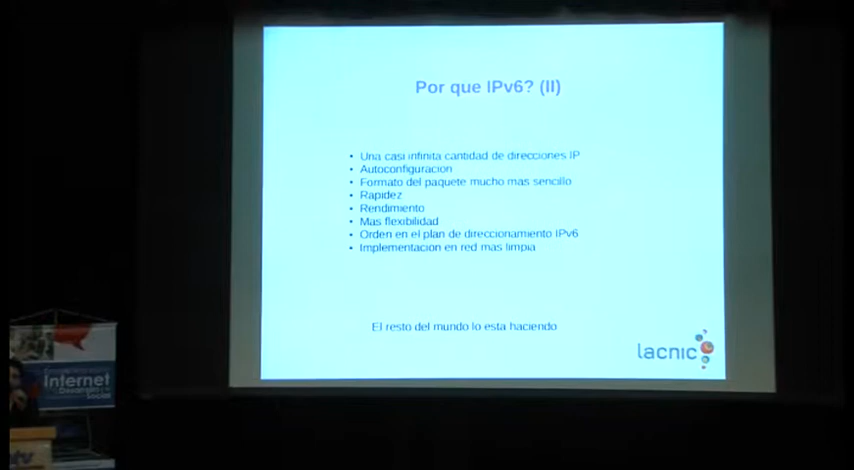 Por que IPv6? (II)
• Una casi infinita cantidad de direcciones IP
• Autoconfiguracion
• Formato del paquete mucho mas sencillo
• Rapidez
• Rendimiento
• Mas flexibilidad
• Orden en el plan de direccionamiento IPv6
• Implementacion en red mas limpia
El resto del mundo lo esta haciendo
lacnic
Internet
Desarrollo
Social